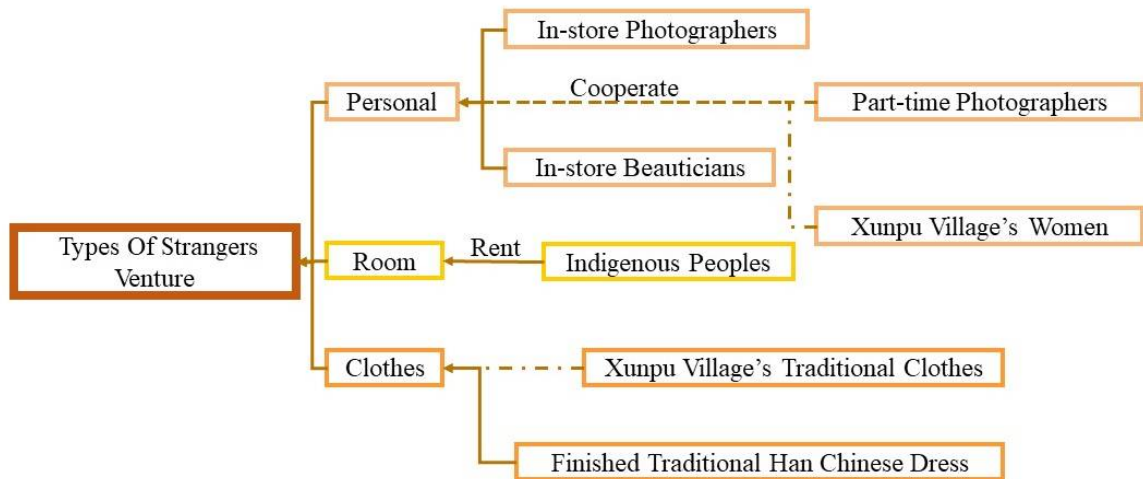 In-store Photographers
Cooperate
Personal
Part-time Photographers
In-store Beauticians
Xunpu Village's Women
Types Of Strangers
Venture
Room
Rent
Indigenous Peoples
Clothes
Xunpu Village's Traditional Clothes
Finished Traditional Han Chinese Dress